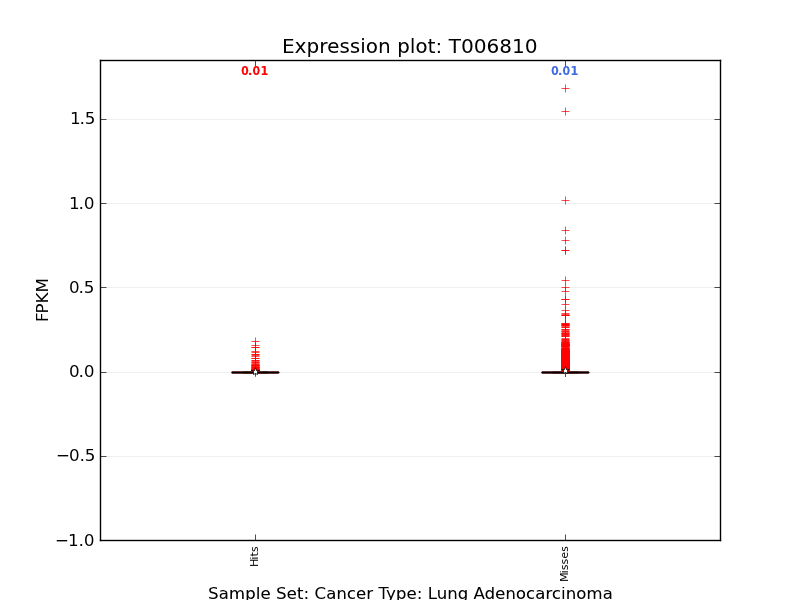 Expression plot: T006810
0.01
0.01
1.5
1.0
0.5
0.0
−0.5
−1.0
FPKM
Hits
Misses
Sample Set: Cancer Type: Lung Adenocarcinoma